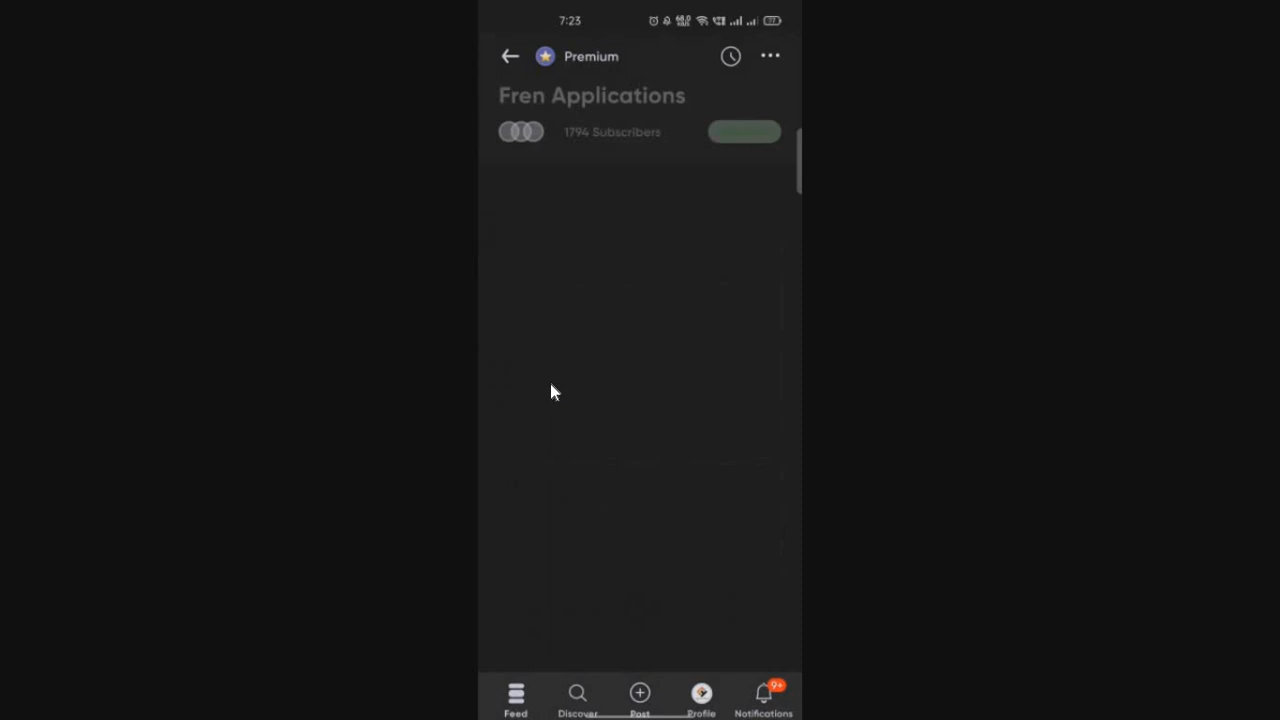 7:23
Premium
Fren Applications
1794 Subscribers
Feed
Discover
Post
Profile
9+
Notifications